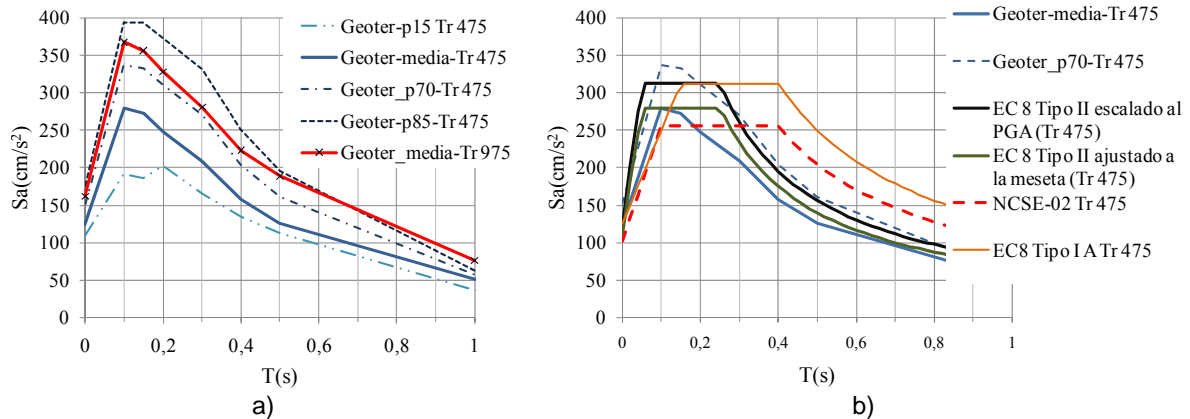 400
350
300
250
200
150
100
50
0
Sa(cm/s²)
0
0,2
0,4
0,6
0,8
1
T(s)
Geoter-p15 Tr 475
Geoter-media-Tr 475
Geoter_p70-Tr 475
Geoter-p85-Tr 475
Geoter_media-Tr 975
a)
400
350
300
250
200
150
100
50
0
Sa(cm/s²)
0
0,2
0,4
0,6
0,8
1
T(s)
Geoter-media-Tr 475
Geoter_p70-Tr 475
EC 8 Tipo II escalado al
PGA (Tr 475)
EC 8 Tipo II ajustado a
la meseta (Tr 475)
NCSE-02 Tr 475
EC8 Tipo I A Tr 475
b)